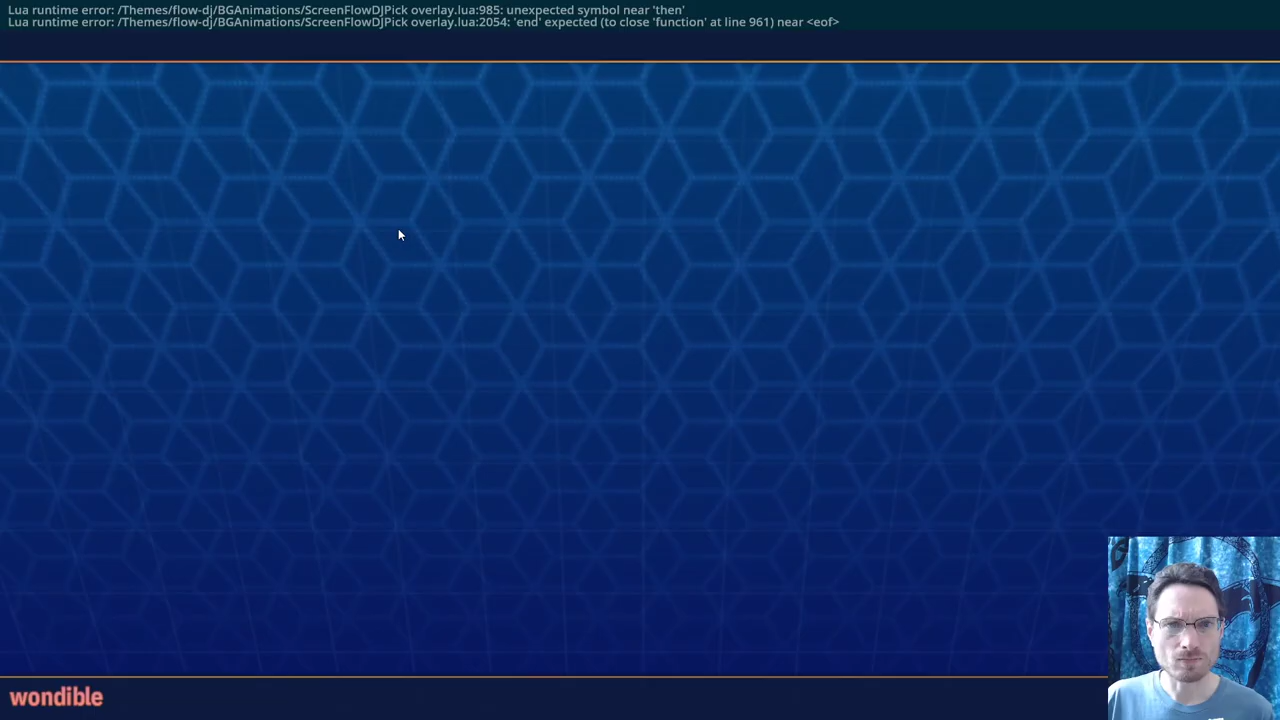 Lua runtime error: /Themes/flow-dj/BGAnimations/ScreenFlowDJPick overlay.lua:985: unexpected symbol near 'then'
Lua runtime error: /Themes/flow-dj/BGAnimations/ScreenFlowDJPick overlay.lua:2054: 'end' expected (to close 'function' at line 961) near <eof>
wondible